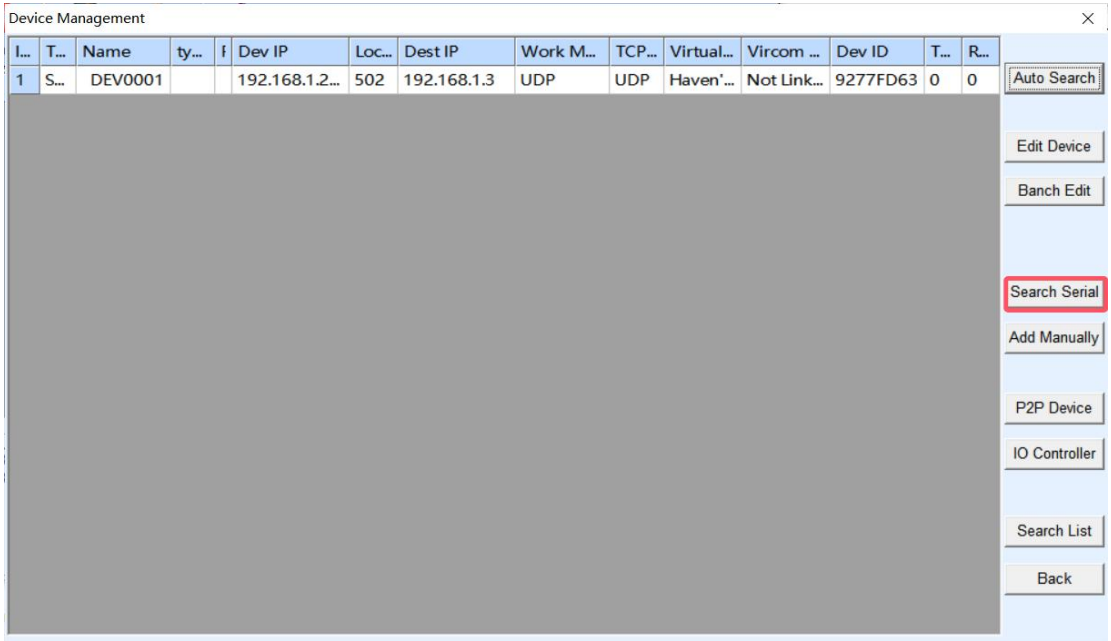 Device Management
I... T... Name ty... F Dev IP Loc... Dest IP Work M... TCP... Virtual... Vircom ... Dev ID T... R...
1 S... DEV0001 192.168.1.2... 502 192.168.1.3 UDP UDP Haven'... Not Link... 9277FD63 0 0
Auto Search
Edit Device
Banch Edit
Search Serial
Add Manually
P2P Device
IO Controller
Search List
Back